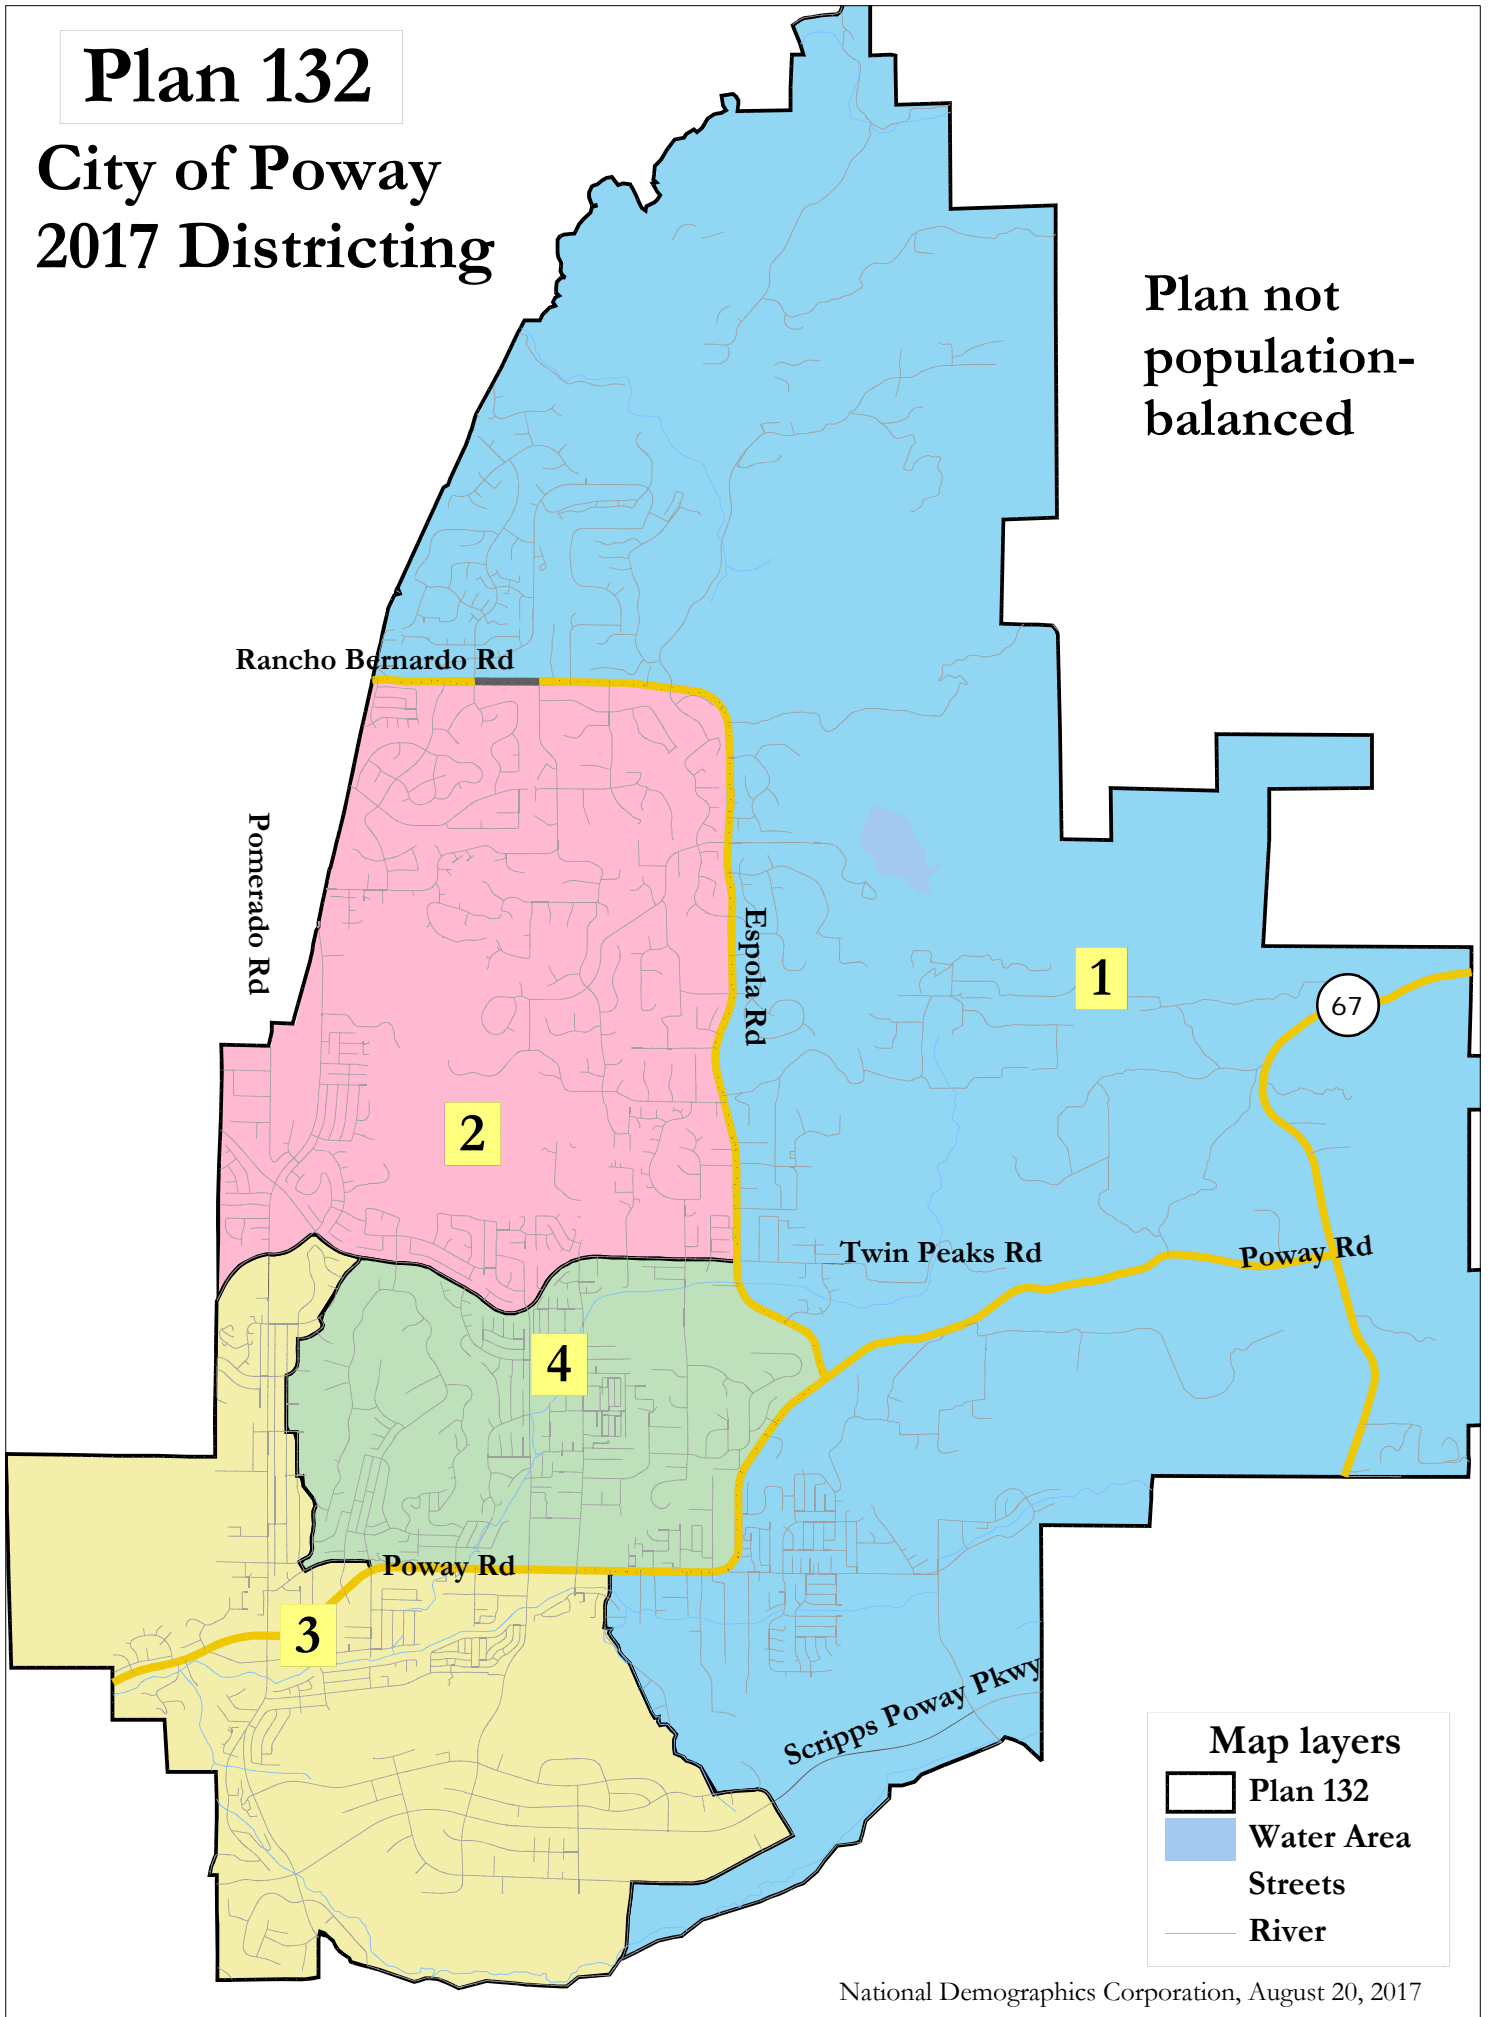 Plan 132
City of Poway
2017 Districting
Plan not
population-
balanced
Rancho Bernardo Rd
Pomerado Rd
Espola Rd
1
67
2
Twin Peaks Rd
Poway Rd
4
Poway Rd
3
Scripps Poway Pkwy
Map layers
Plan 132
Water Area
Streets
River
National Demographics Corporation, August 20, 2017